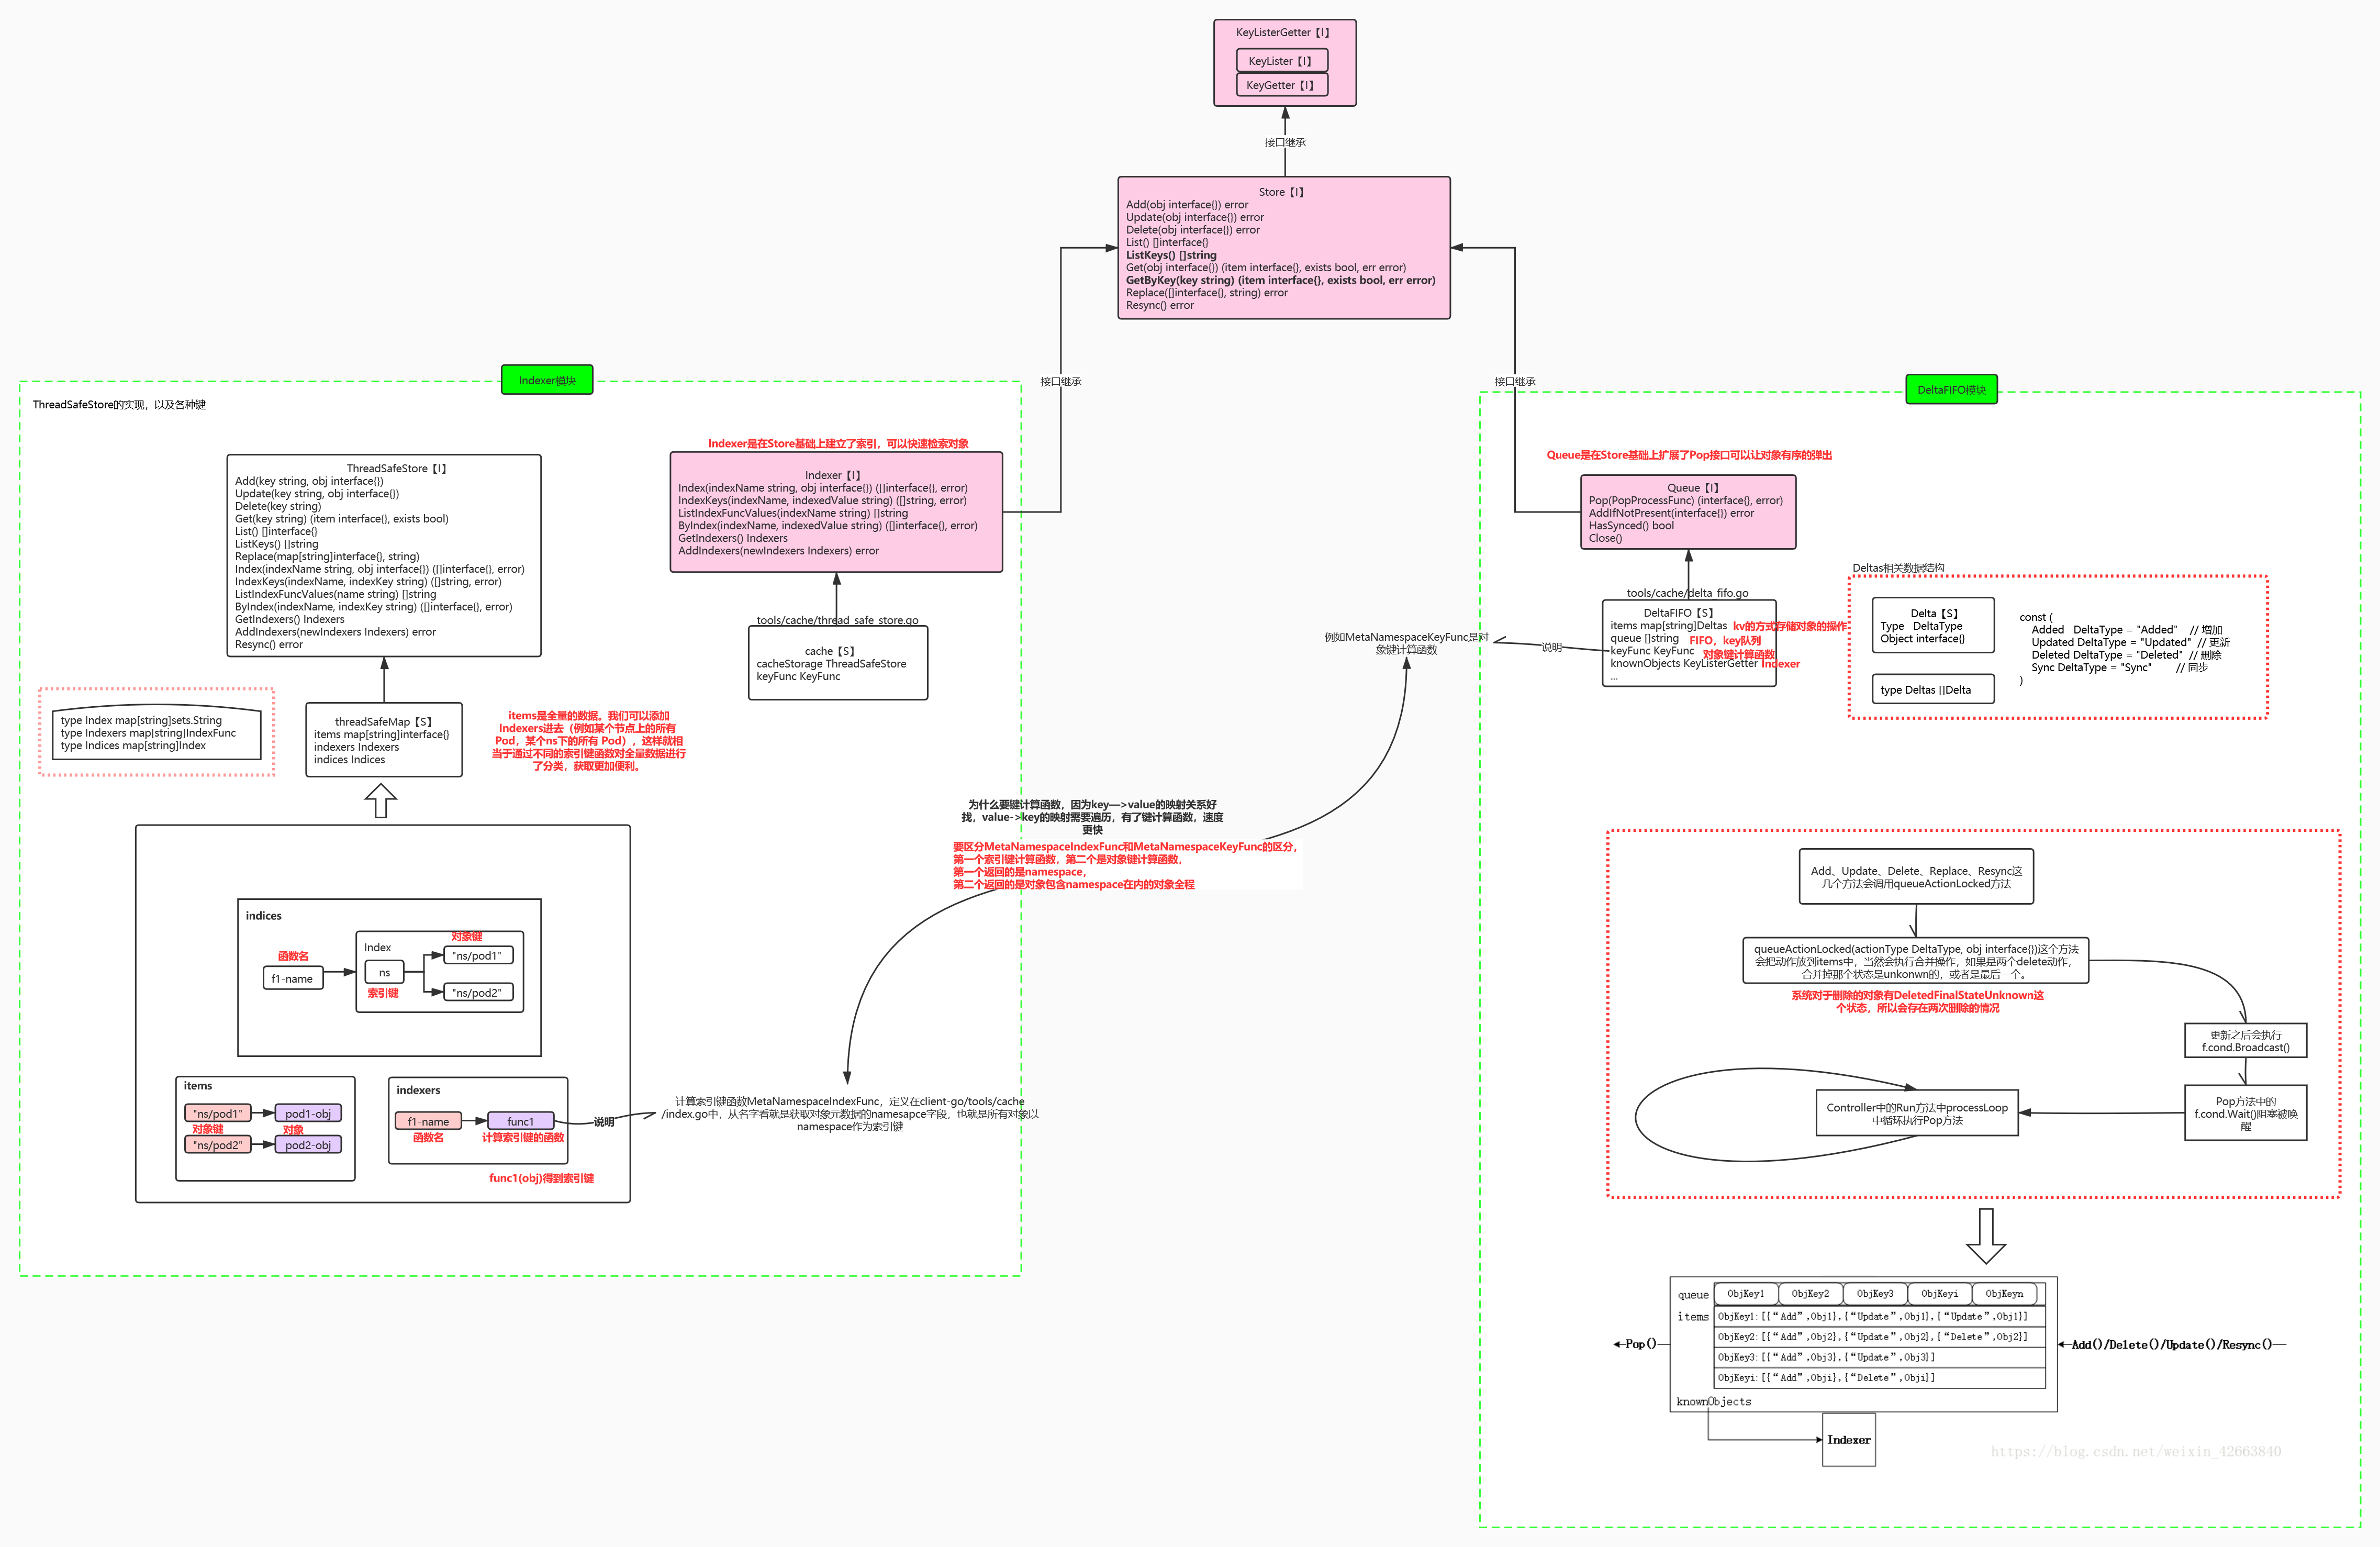 KeyListerGetter【I】
KeyLister【I】
KeyGetter【I】
接口继承
Store【I】
Add(obj interface{}) error
Update(obj interface{}) error
Delete(obj interface{}) error
List() []interface{}
ListKeys() []string
Get(obj interface{}) (item interface{}, exists bool, err error)
GetByKey(key string) (item interface{}, exists bool, err error)
Replace([]interface{}, string) error
Resync() error
接口继承
接口继承
Indexer模块
ThreadSafeStore的实现，以及各种键
ThreadSafeStore【I】
Add(key string, obj interface{})
Update(key string, obj interface{})
Delete(key string)
Get(key string) (item interface{}, exists bool)
List() []interface{}
ListKeys() []string
Replace(map[string]interface{}, string)
Index(indexName string, obj interface{}) ([]interface{}, error)
IndexKeys(indexName, indexKey string) ([]string, error)
ListIndexFuncValues(name string) []string
ByIndex(indexName, indexKey string) ([]interface{}, error)
GetIndexers() Indexers
AddIndexers(newIndexers Indexers) error
Resync() error
Indexer是在Store基础上建立了索引，可以快速检索对象
Indexer【I】
Index(indexName string, obj interface{}) ([]interface{}, error)
IndexKeys(indexName, indexedValue string) ([]string, error)
ListIndexFuncValues(indexName string) []string
ByIndex(indexName, indexedValue string) ([]interface{}, error)
GetIndexers() Indexers
AddIndexers(newIndexers Indexers) error
tools/cache/thread_safe_store.go
cache【S】
cacheStorage ThreadSafeStore
keyFunc KeyFunc
type Index map[string]sets.String
type Indexers map[string]IndexFunc
type Indices map[string]Index
threadSafeMap【S】
items map[string]interface{}
indexers Indexers
indices Indices
items是全量的数据。我们可以添加
Indexers进去（例如某个节点上的所有
Pod，某个ns下的所有 Pod），这样就相
当于通过不同的索引键函数对全量数据进行
了分类，获取更加便利。
indices
函数名
f1-name
Index
ns
索引键
对象键
"ns/pod1"
"ns/pod2"
items
"ns/pod1"
pod1-obj
对象键
对象
"ns/pod2"
pod2-obj
indexers
f1-name
func1
函数名
计算索引键的函数
func1(obj)得到索引键
说明
计算索引键函数MetaNamespaceIndexFunc，定义在client-go/tools/cache
/index.go中，从名字看就是获取对象元数据的namesapce字段，也就是所有对象以
namespace作为索引键
为什么要键计算函数，因为key—>value的映射关系好
找，value->key的映射需要遍历，有了键计算函数，速度
更快
要区分MetaNamespaceIndexFunc和MetaNamespaceKeyFunc的区分，
第一个索引键计算函数，第二个是对象键计算函数，
第一个返回的是namespace，
第二个返回的是对象包含namespace在内的对象全程
例如MetaNamespaceKeyFunc是对
象键计算函数
说明
DeltaFIFO模块
Queue是在Store基础上扩展了Pop接口可以让对象有序的弹出
Queue【I】
Pop(PopProcessFunc) (interface{}, error)
AddIfNotPresent(interface{}) error
HasSynced() bool
Close()
tools/cache/delta_fifo.go
DeltaFIFO【S】
items map[string]Deltas kv的方式存储对象的操作
queue []string FIFO，key队列
keyFunc KeyFunc 对象键计算函数
knownObjects KeyListerGetter Indexer
...
Deltas相关数据结构
Delta【S】
Type DeltaType
Object interface{}
type Deltas []Delta
const (
Added DeltaType = "Added" // 增加
Updated DeltaType = "Updated" // 更新
Deleted DeltaType = "Deleted" // 删除
Sync DeltaType = "Sync" // 同步
)
Add、Update、Delete、Replace、Resync这
几个方法会调用queueActionLocked方法
queueActionLocked(actionType DeltaType, obj interface{})这个方法
会把动作放到items中，当然会执行合并操作，如果是两个delete动作，
合并掉那个状态是unkonwn的，或者是最后一个。
系统对于删除的对象有DeletedFinalStateUnknown这
个状态，所以会存在两次删除的情况
更新之后会执行
f.cond.Broadcast()
Pop方法中的
f.cond.Wait()阻塞被唤
醒
Controller中的Run方法中processLoop
中循环执行Pop方法
queue
ObjKey1 ObjKey2 ObjKey3 ObjKeyi ObjKeyn
items
ObjKey1:[{“Add”,Obj1},{“Update”,Obj1},{“Update”,Obj1}]
ObjKey2:[{“Add”,Obj2},{“Update”,Obj2},{“Delete”,Obj2}]
ObjKey3:[{“Add”,Obj3},{“Update”,Obj3}]
ObjKeyi:[{“Add”,Obji},{“Delete”,Obji}]
Pop()
Add()/Delete()/Update()/Resync()
knownObjects
Indexer
https://blog.csdn.net/weixin_42663840